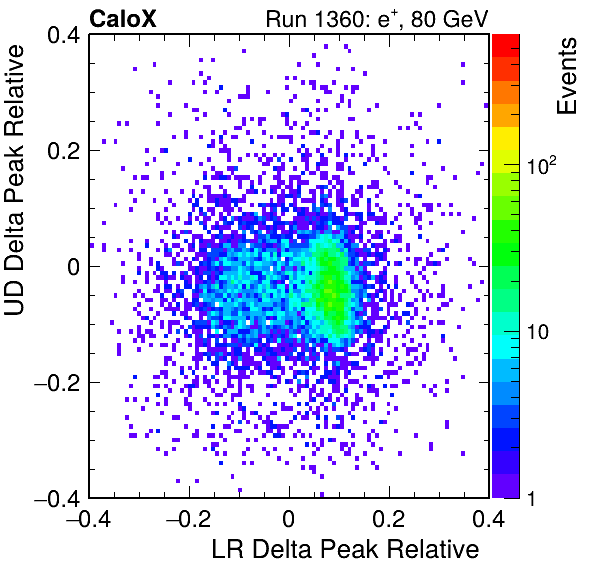 CaloX Run 1360: e⁺, 80 GeV
Events
UD Delta Peak Relative
0.4
0.2
0
−0.2
−0.4
10²
10
1
−0.4 −0.2 0 0.2 0.4
LR Delta Peak Relative